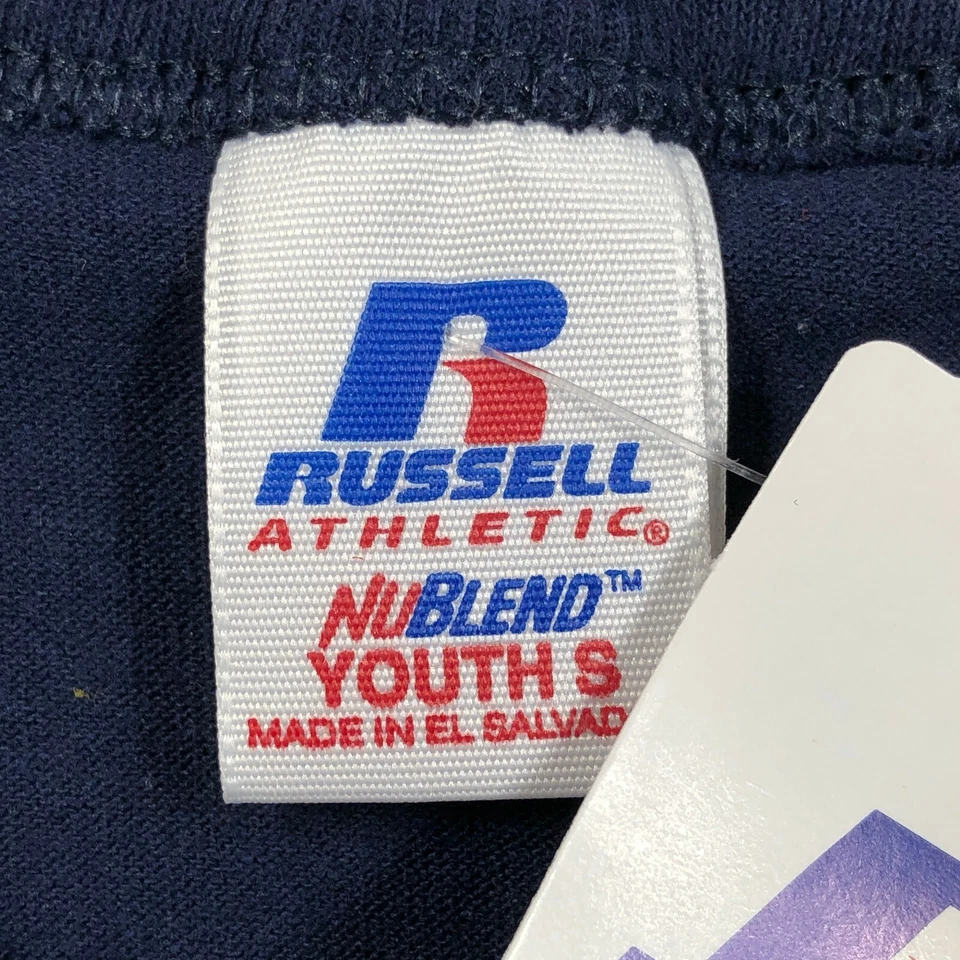 RUSSELL
ATHLETIC®
NUBLEND™
YOUTH S
MADE IN EL SALVAD